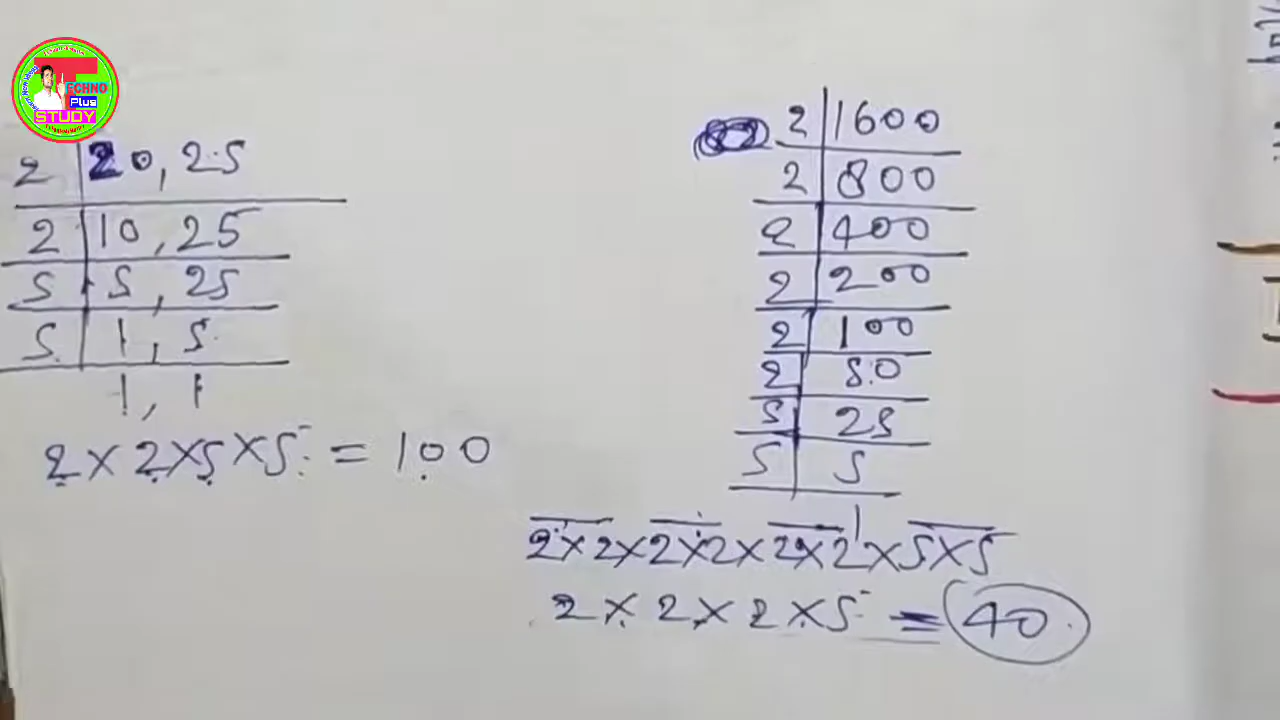 TECHNO
Plus
STUDY
2 | 20, 25
2 | 10, 25
5 | 5, 25
5 | 1, 5
1, 1
2 × 2 × 5 × 5 = 100
2 | 1600
2 | 800
2 | 400
2 | 200
2 | 100
2 | 50
5 | 25
5 | 5
1
2×2×2×2×2×2×5×5
2 × 2 × 2 × 5 = 40